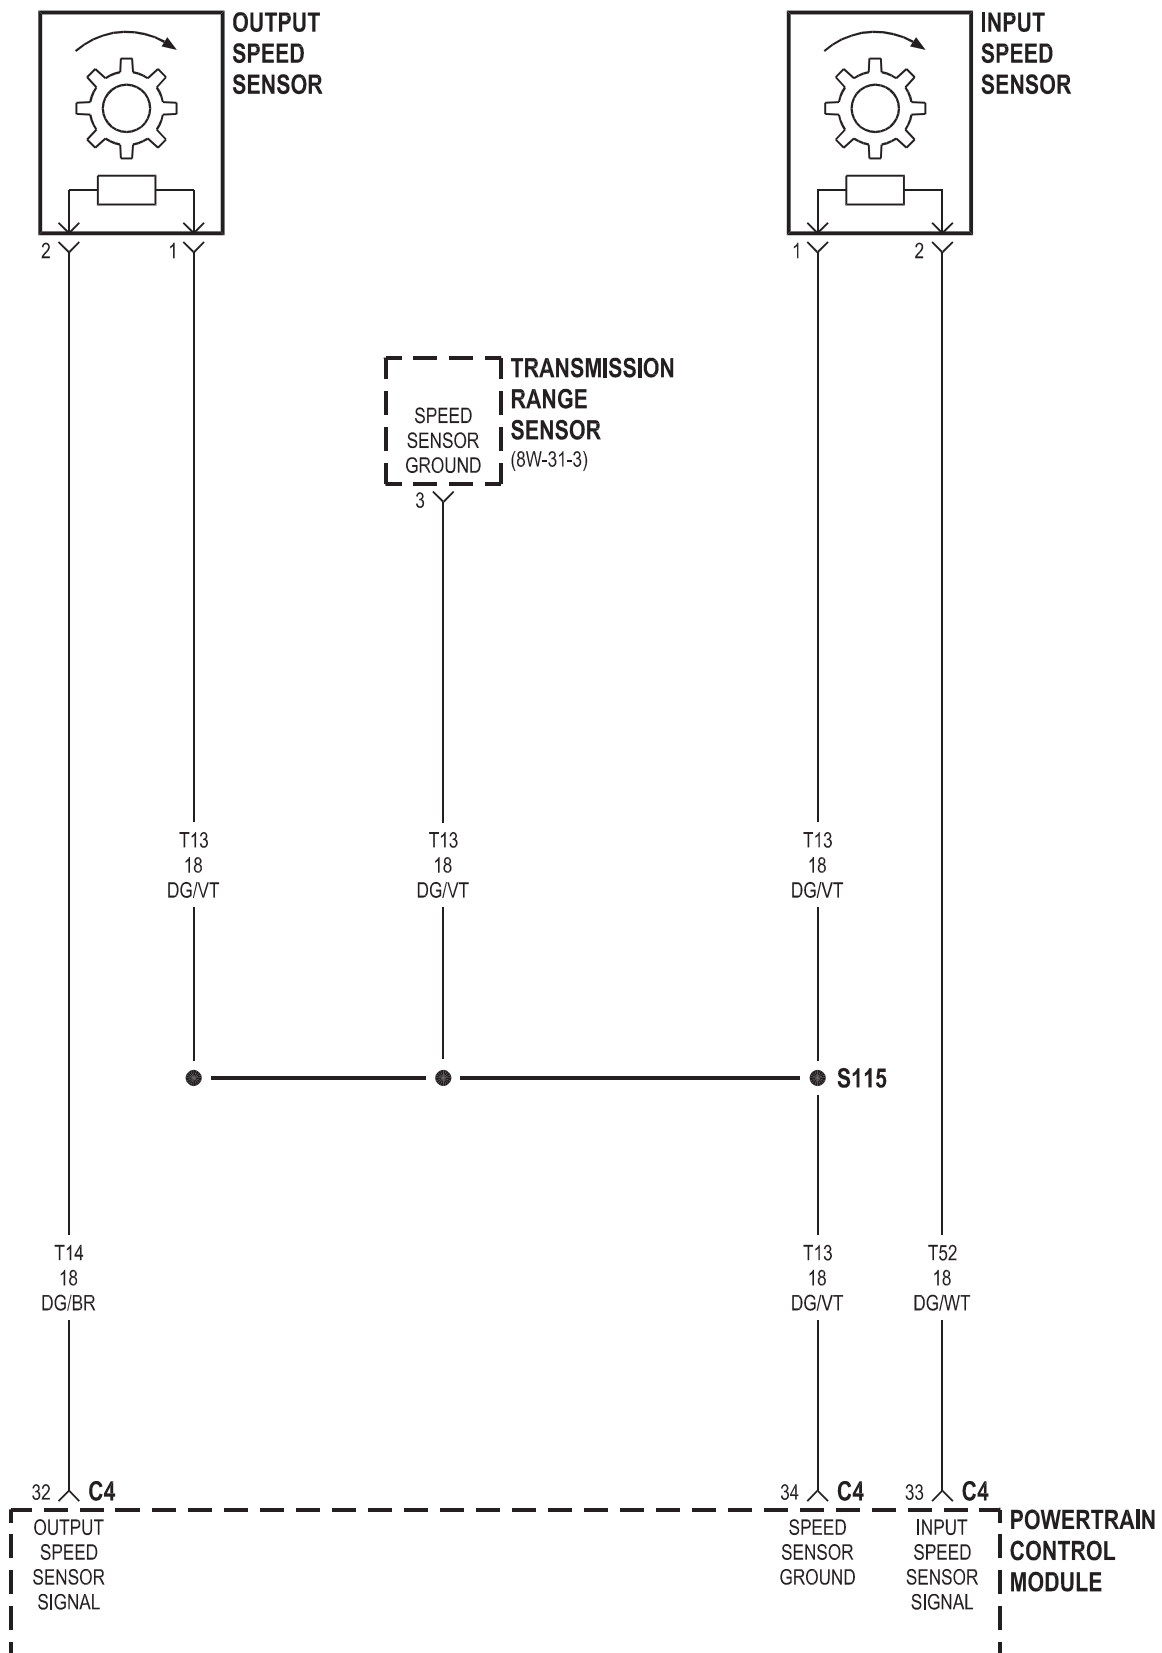 OUTPUT
SPEED
SENSOR
INPUT
SPEED
SENSOR
2
1
1
2
TRANSMISSION
RANGE
SENSOR
(8W-31-3)
SPEED
SENSOR
GROUND
3
T13
18
DG/VT
T13
18
DG/VT
T13
18
DG/VT
S115
T14
18
DG/BR
T13
18
DG/VT
T52
18
DG/WT
32
C4
34
C4
33
C4
OUTPUT
SPEED
SENSOR
SIGNAL
SPEED
SENSOR
GROUND
INPUT
SPEED
SENSOR
SIGNAL
POWERTRAIN
CONTROL
MODULE